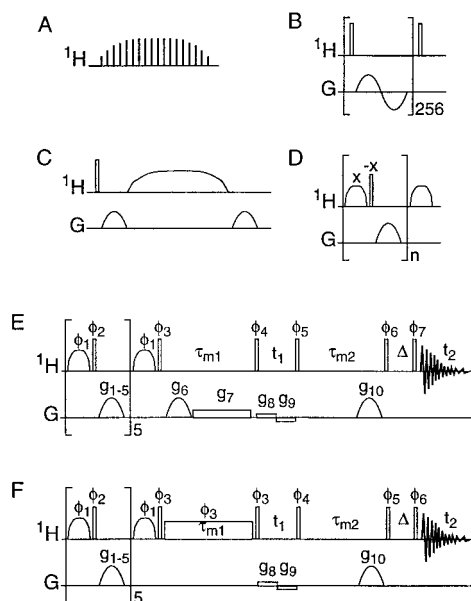 A
¹H
B
¹H
G
256
C
¹H
G
D
x -x
¹H
G
n
E
ϕ1 ϕ2 ϕ1 ϕ3 ϕ4 ϕ5 ϕ6 ϕ7
¹H
τm1 t1 τm2 Δ t2
g1-5 g6 g7 g8 g9 g10
G
5
F
ϕ1 ϕ2 ϕ1 ϕ3 ϕ3 ϕ3 ϕ4 ϕ5 ϕ6
¹H
τm1 t1 τm2 Δ t2
g1-5 g8 g9 g10
G
5